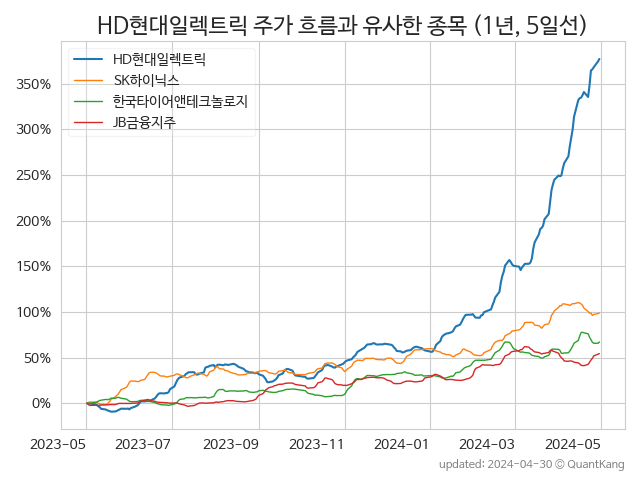 HD현대일렉트릭 주가 흐름과 유사한 종목 (1년, 5일선)
HD현대일렉트릭
SK하이닉스
한국타이어앤테크놀로지
JB금융지주
350%
300%
250%
200%
150%
100%
50%
0%
2023-05 2023-07 2023-09 2023-11 2024-01 2024-03 2024-05
updated: 2024-04-30 © QuantKang